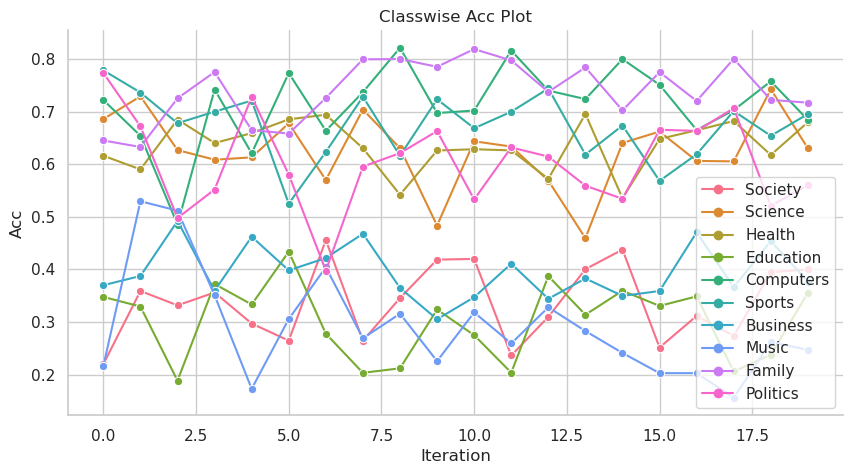 Classwise Acc Plot
Acc
0.8
0.7
0.6
0.5
0.4
0.3
0.2
0.0
2.5
5.0
7.5
10.0
12.5
15.0
17.5
Iteration
Society
Science
Health
Education
Computers
Sports
Business
Music
Family
Politics